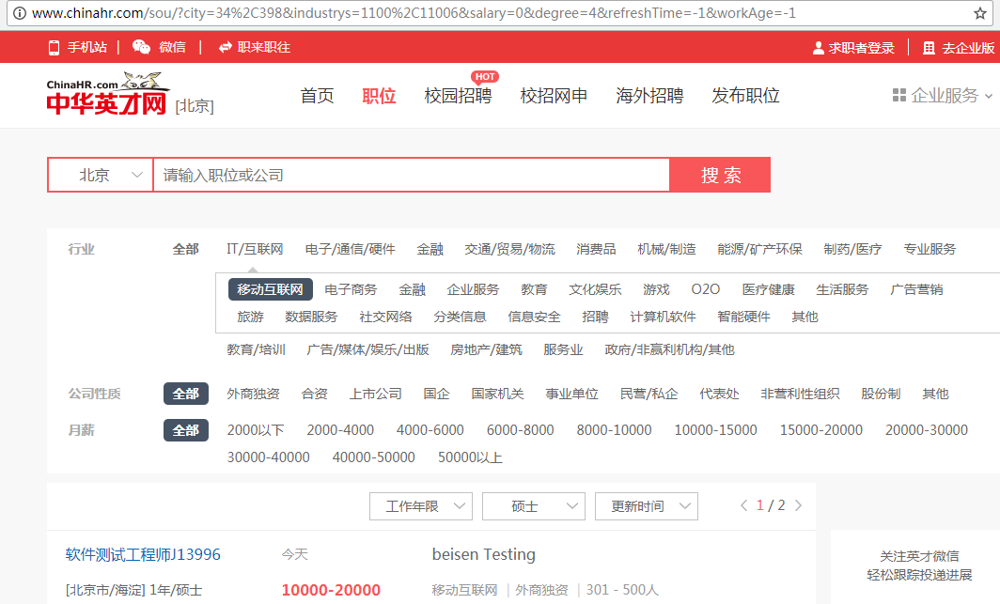 www.chinahr.com/sou/?city=34%2C398&industrys=1100%2C11006&salary=0&degree=4&refreshTime=-1&workAge=-1
手机站 | 微信 | 职来职往 求职者登录 | 去企业版
ChinaHR.com
中华英才网 [北京] 首页 职位 校园招聘 HOT 校招网申 海外招聘 发布职位 企业服务
北京 请输入职位或公司 搜索
行业 全部 IT/互联网 电子/通信/硬件 金融 交通/贸易/物流 消费品 机械/制造 能源/矿产环保 制药/医疗 专业服务
移动互联网 电子商务 金融 企业服务 教育 文化娱乐 游戏 O2O 医疗健康 生活服务 广告营销
旅游 数据服务 社交网络 分类信息 信息安全 招聘 计算机软件 智能硬件 其他
教育/培训 广告/媒体/娱乐/出版 房地产/建筑 服务业 政府/非赢利机构/其他
公司性质 全部 外商独资 合资 上市公司 国企 国家机关 事业单位 民营/私企 代表处 非营利性组织 股份制 其他
月薪 全部 2000以下 2000-4000 4000-6000 6000-8000 8000-10000 10000-15000 15000-20000 20000-30000
30000-40000 40000-50000 50000以上
工作年限 硕士 更新时间 1 / 2
软件测试工程师J13996 今天 beisen Testing
[北京市/海淀] 1年/硕士 10000-20000 移动互联网 | 外商独资 | 301 - 500人
关注英才微信
轻松跟踪投递进展